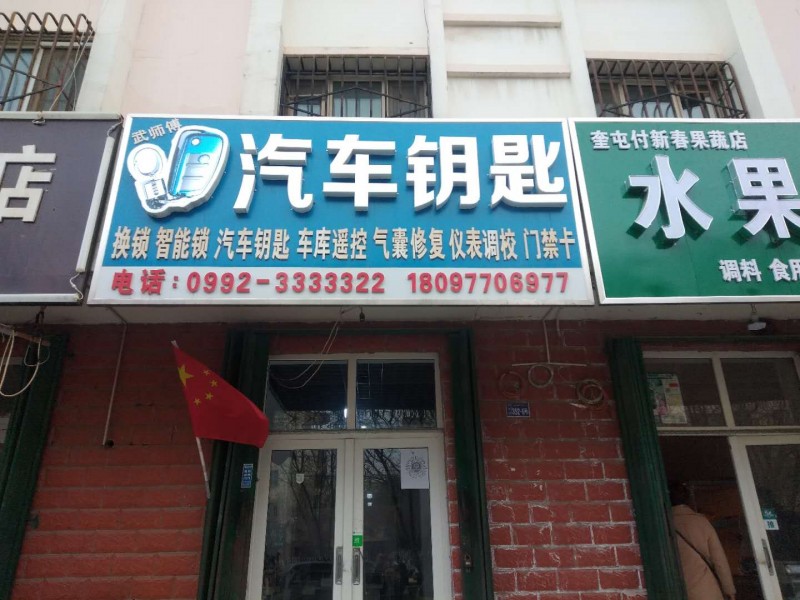 店
武师傅
汽车钥匙
换锁 智能锁 汽车钥匙 车库遥控 气囊修复 仪表调校 门禁卡
电话：0992-3333322 18097706977
奎屯付新春果蔬店
水果
调料 食用